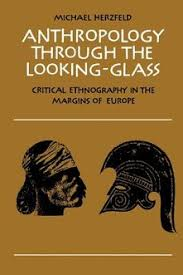 MICHAEL HERZFELD
ANTHROPOLOGY
THROUGH THE
LOOKING-GLASS
CRITICAL ETHNOGRAPHY IN THE
MARGINS OF EUROPE